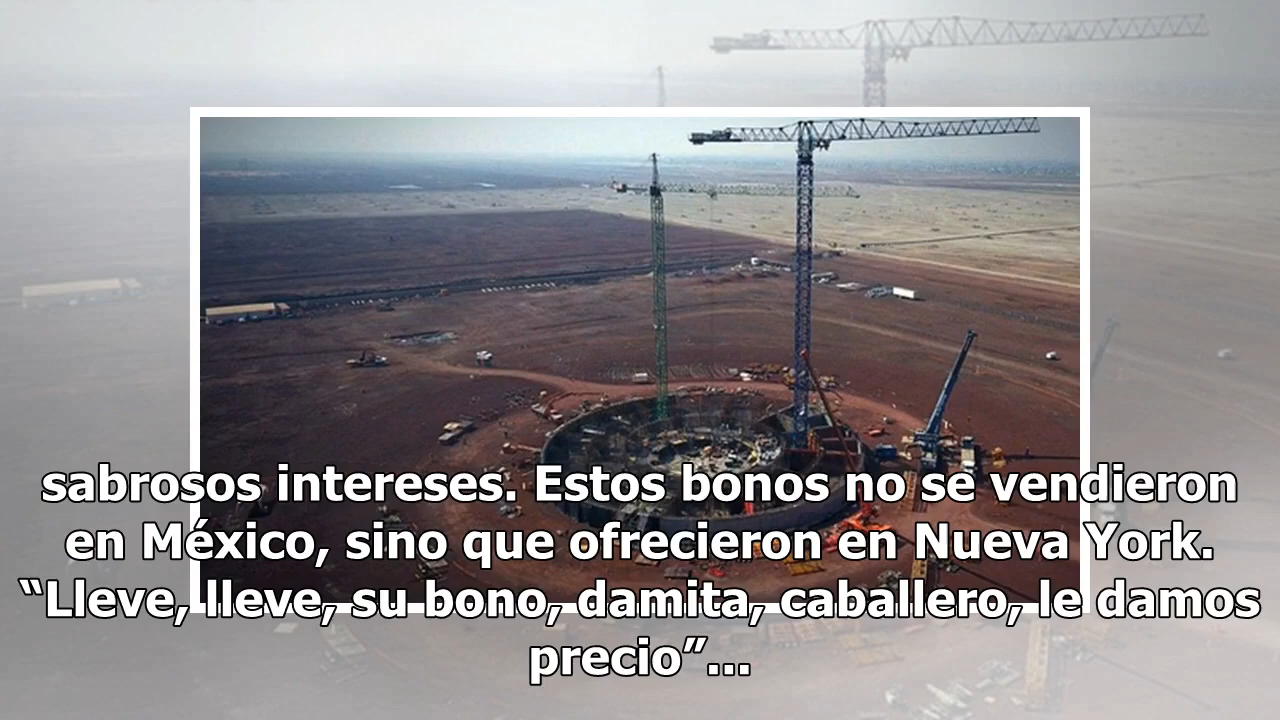 sabrosos intereses. Estos bonos no se vendieron
en México, sino que ofrecieron en Nueva York.
“Lleve, lleve, su bono, damita, caballero, le damos
precio”...